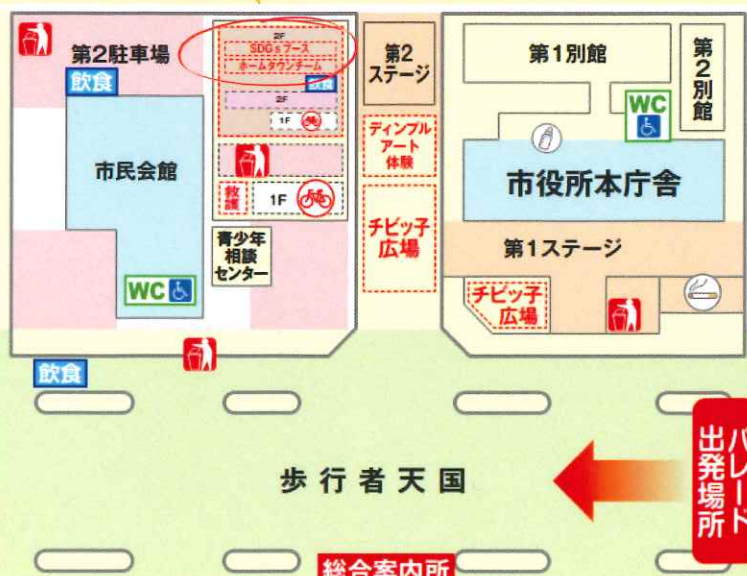 第2駐車場
飲食
市民会館
WC
2F
SDGsブース
ホームタウンチーム
飲食
2F
1F
救護
1F
青少年
相談
センター
第2
ステージ
ディンプル
アート
体験
チビッ子
広場
第1別館
第2別館
WC
市役所本庁舎
第1ステージ
チビッ子
広場
飲食
歩行者天国
パレード
出発場所
総合案内所